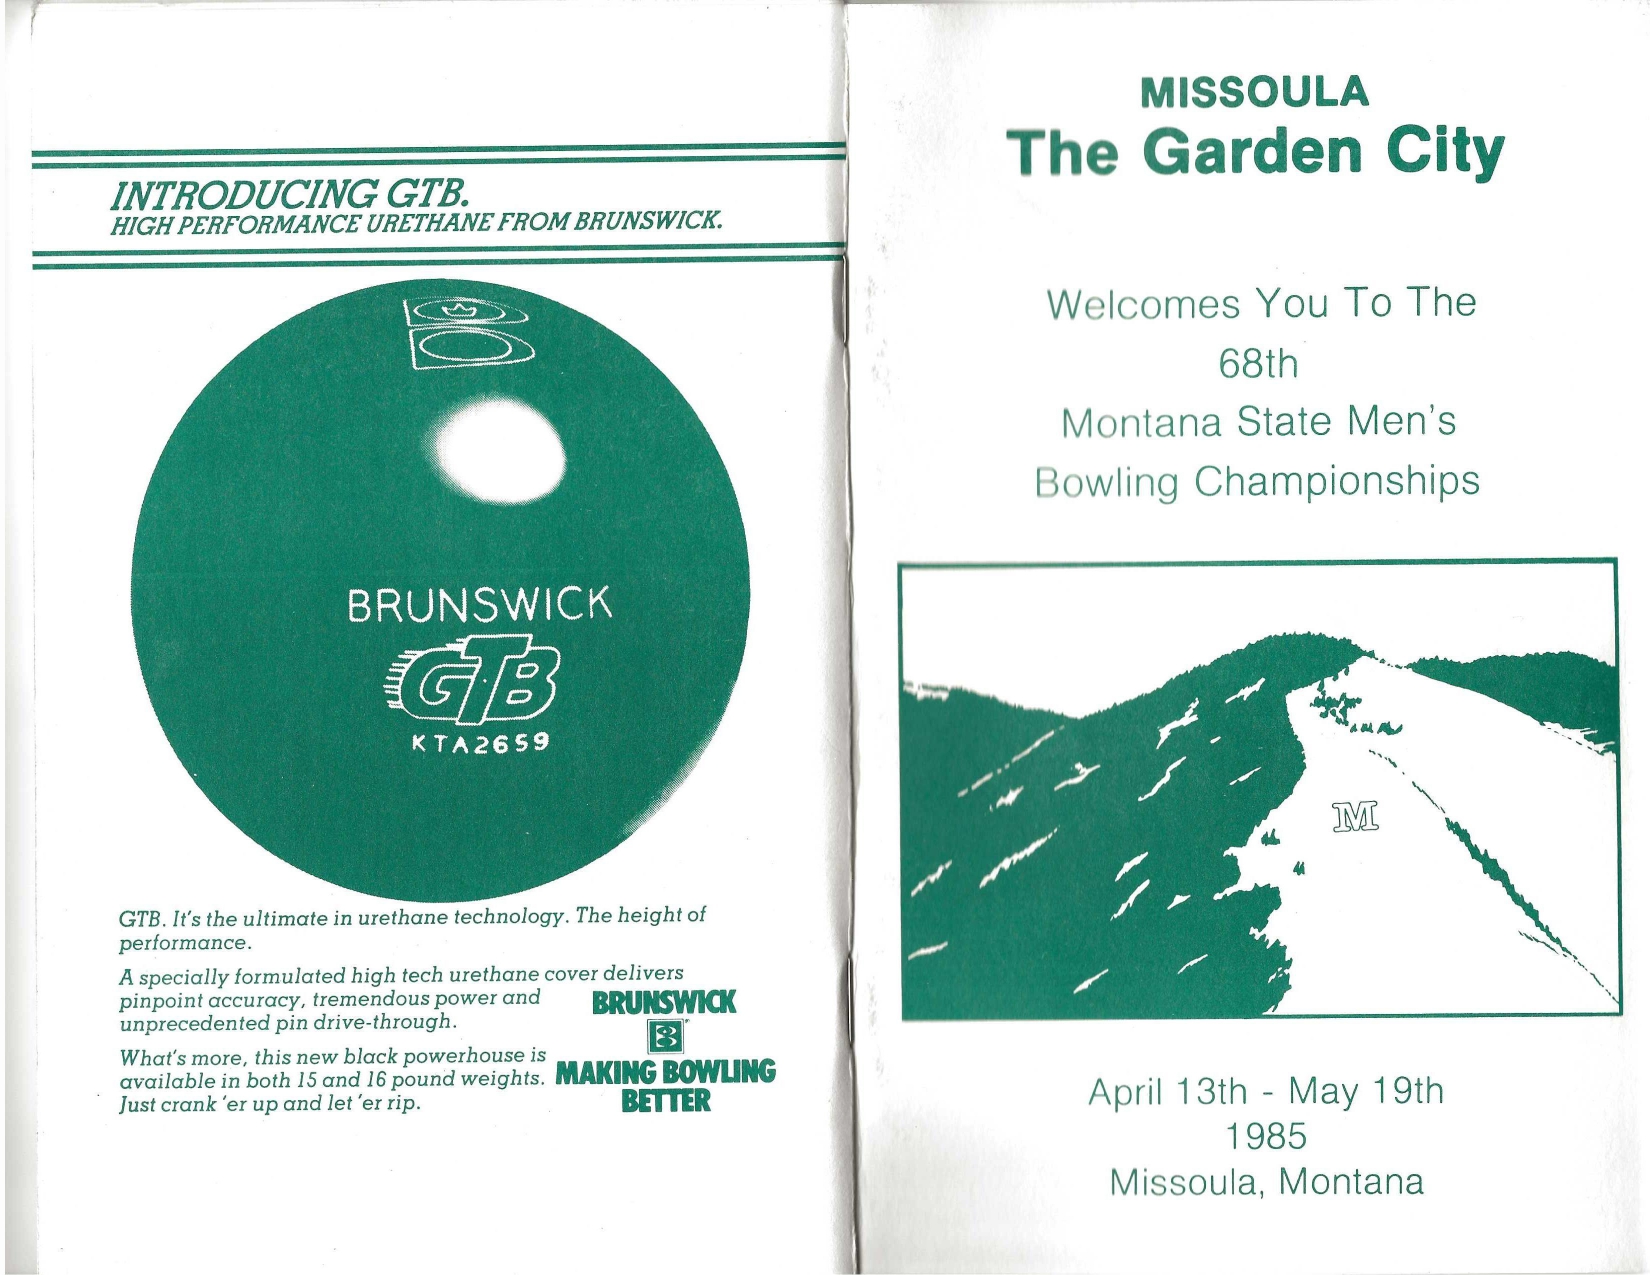 INTRODUCING GTB.
HIGH PERFORMANCE URETHANE FROM BRUNSWICK.
BRUNSWICK
GTB
KTA2659
GTB. It's the ultimate in urethane technology. The height of
performance.
A specially formulated high tech urethane cover delivers
pinpoint accuracy, tremendous power and
unprecedented pin drive-through.
What's more, this new black powerhouse is
available in both 15 and 16 pound weights.
Just crank 'er up and let 'er rip.
BRUNSWICK
B
MAKING BOWLING
BETTER
MISSOULA
The Garden City
Welcomes You To The
68th
Montana State Men's
Bowling Championships
M
April 13th - May 19th
1985
Missoula, Montana